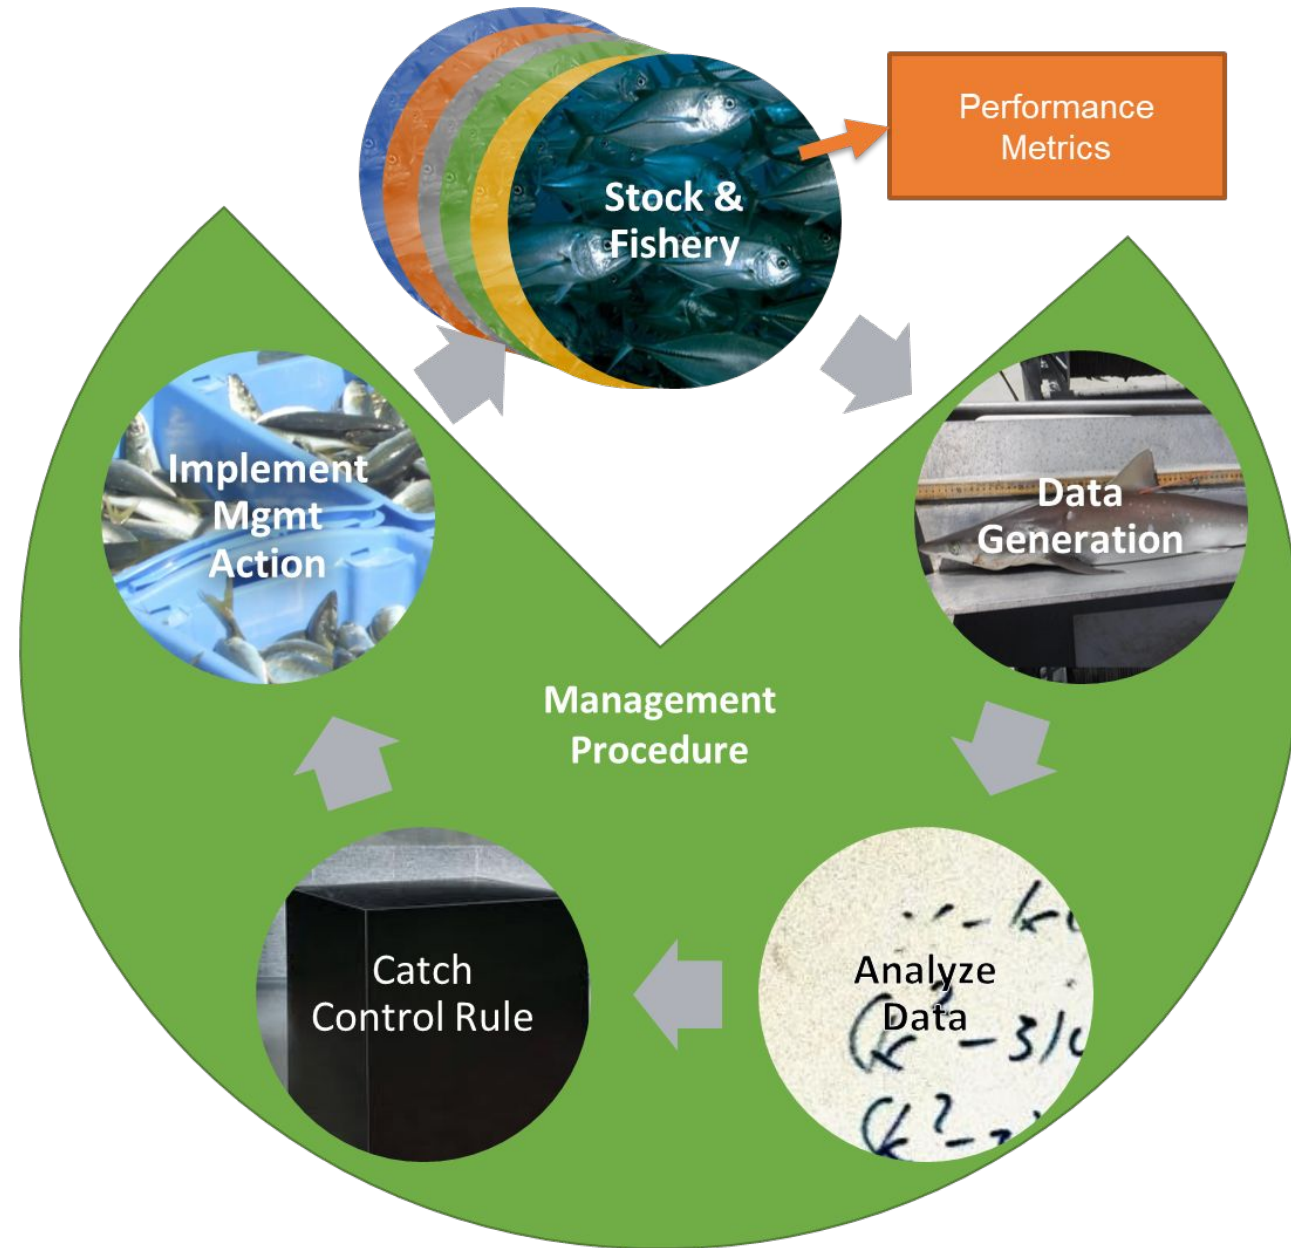 Stock &
Fishery
Performance
Metrics
Implement
Mgmt
Action
Data
Generation
Management
Procedure
Catch
Control Rule
Analyze
Data